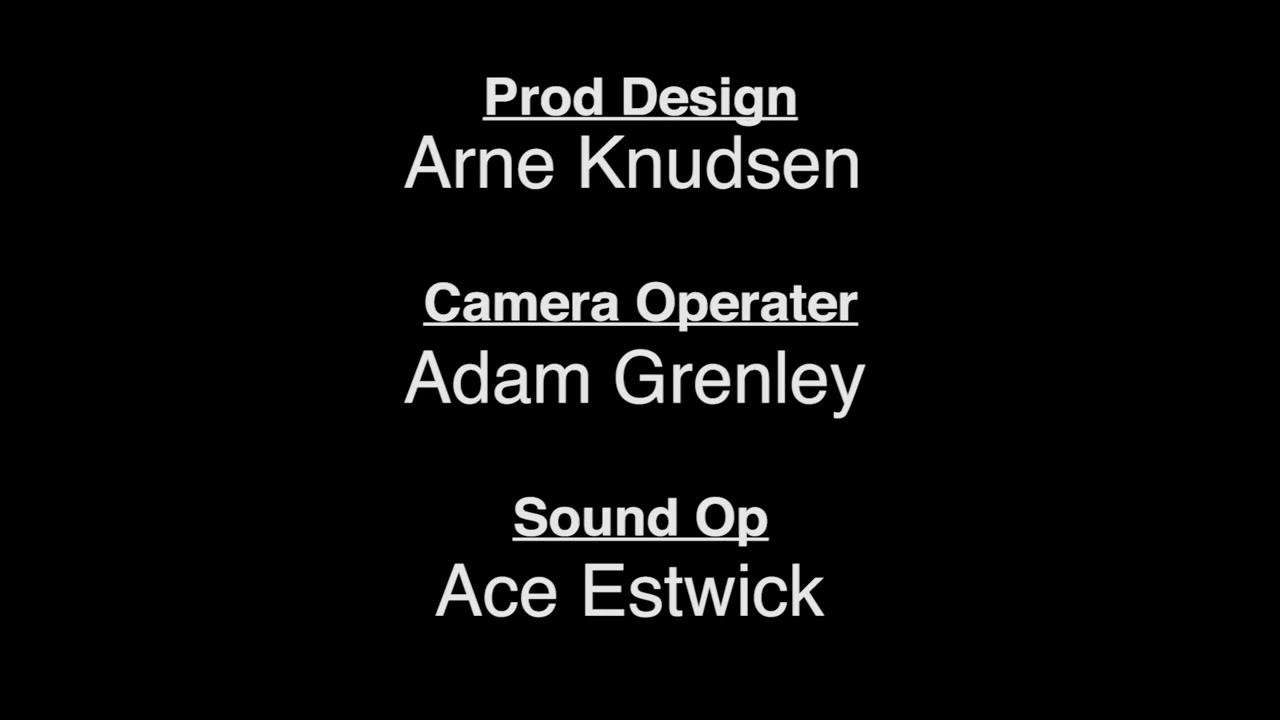 Prod Design
Arne Knudsen
Camera Operater
Adam Grenley
Sound Op
Ace Estwick